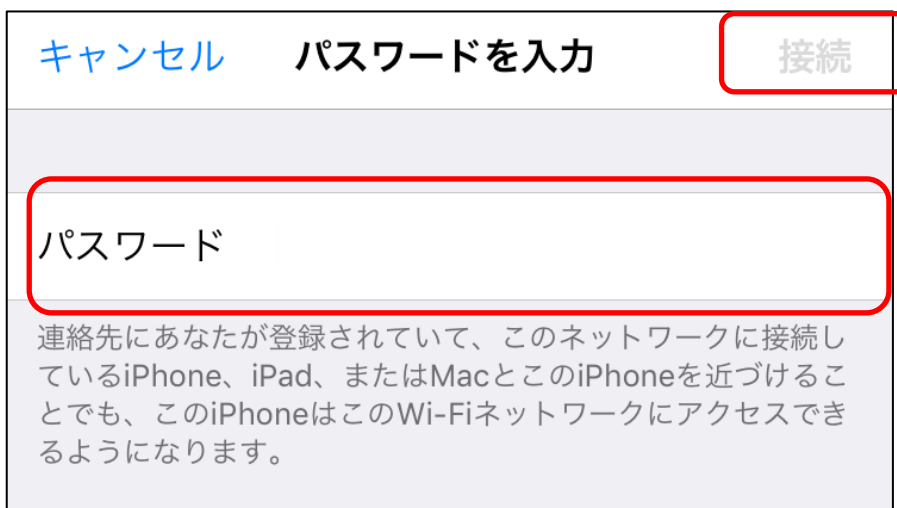 キャンセル パスワードを入力 接続
パスワード
連絡先にあなたが登録されていて、このネットワークに接続し
ているiPhone、iPad、またはMacとこのiPhoneを近づけるこ
とでも、このiPhoneはこのWi-Fiネットワークにアクセスでき
るようになります。